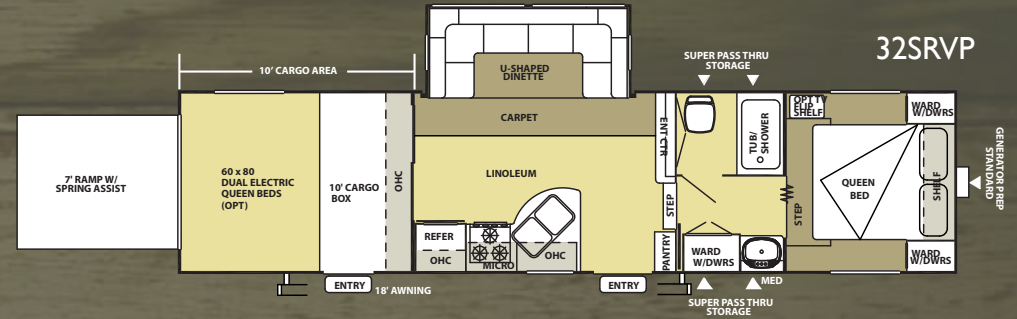 32SRVP
SUPER PASS THRU
STORAGE
10' CARGO AREA
U-SHAPED
DINETTE
7' RAMP W/
SPRING ASSIST
60 x 80
DUAL ELECTRIC
QUEEN BEDS
(OPT)
10' CARGO
BOX
OHC
CARPET
LINOLEUM
ENT CTR
TUB/
SHOWER
OPT TV
FLIP
SHELF
WARD
W/DWRS
QUEEN
BED
SHELF
GENERATOR PREP
STANDARD
STEP
STEP
REFER
OHC
MICRO
OHC
PANTRY
WARD
W/DWRS
MED
WARD
W/DWRS
ENTRY
18' AWNING
ENTRY
SUPER PASS THRU
STORAGE